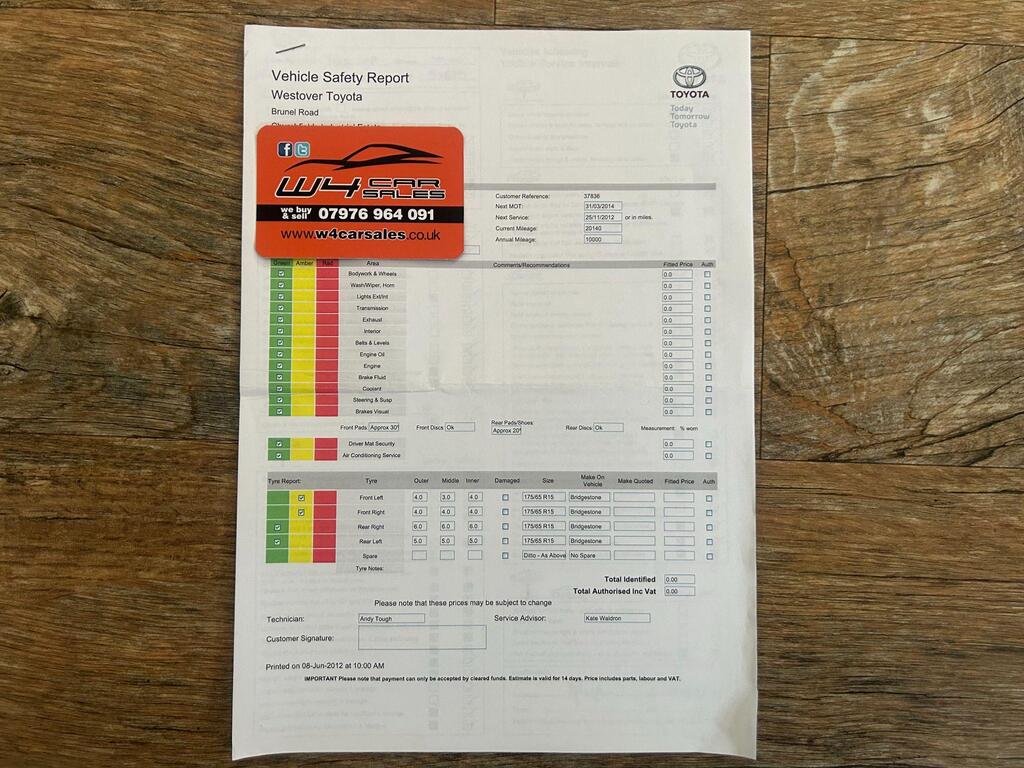 Vehicle Safety Report
Westover Toyota
Brunel Road
TOYOTA
Today
Tomorrow
Toyota
W4 CAR SALES
we buy & sell 07976 964 091
www.w4carsales.co.uk
Customer Reference: 37836
Next MOT: 31/03/2014
Next Service: 25/11/2012 or in miles.
Current Mileage: 20140
Annual Mileage: 10000
Green Amber Red Area Comments/Recommendations Fitted Price Auth
Bodywork & Wheels 0.0
Wash/Wiper, Horn 0.0
Lights Ext/Int 0.0
Transmission 0.0
Exhaust 0.0
Interior 0.0
Belts & Levels 0.0
Engine Oil 0.0
Engine 0.0
Brake Fluid 0.0
Coolant 0.0
Steering & Susp 0.0
Brakes Visual 0.0
Front Pads: Approx 30* Front Discs: Ok Rear Pads/Shoes: Approx 20* Rear Discs: Ok Measurement: % worn
Driver Mat Security 0.0
Air Conditioning Service 0.0
Tyre Report: Tyre Outer Middle Inner Damaged Size Make On Vehicle Make Quoted Fitted Price Auth
Front Left 4.0 3.0 4.0 175/65 R15 Bridgestone
Front Right 4.0 4.0 4.0 175/65 R15 Bridgestone
Rear Right 6.0 6.0 6.0 175/65 R15 Bridgestone
Rear Left 5.0 5.0 5.0 175/65 R15 Bridgestone
Spare Ditto - As Above No Spare
Tyre Notes:
Total Identified 0.00
Total Authorised Inc Vat 0.00
Please note that these prices may be subject to change
Technician: Andy Tough Service Advisor: Kate Waldron
Customer Signature:
Printed on 08-Jun-2012 at 10:00 AM
IMPORTANT Please note that payment can only be accepted by cleared funds. Estimate is valid for 14 days. Price includes parts, labour and VAT.